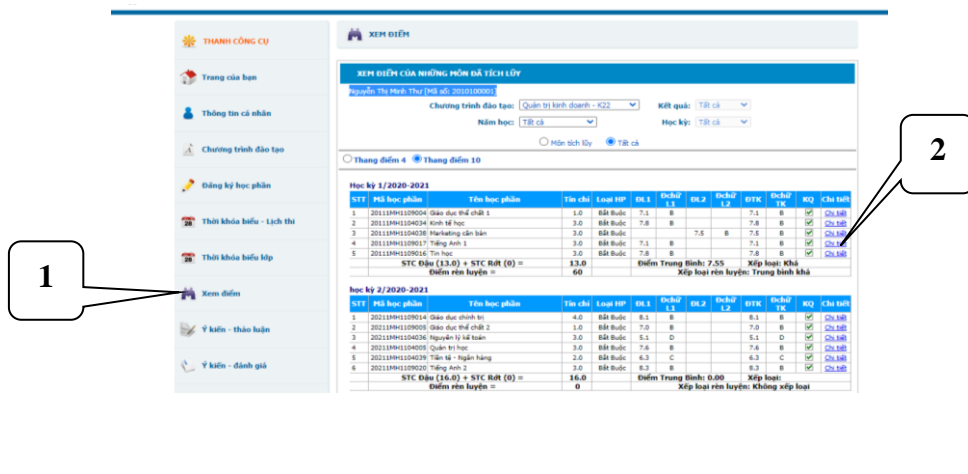 THANH CÔNG CỤ
Trang của bạn
Thông tin cá nhân
Chương trình đào tạo
Đăng ký học phần
Thời khóa biểu - Lịch thi
Thời khóa biểu lớp
Xem điểm
Ý kiến - thảo luận
Ý kiến - đánh giá
1
2
XEM ĐIỂM
XEM ĐIỂM CỦA NHỮNG MÔN ĐÃ TÍCH LŨY
Nguyễn Thị Minh Thư [Mã số: 2010100001]
Chương trình đào tạo: Quản trị kinh doanh - K22 Kết quả: Tất cả
Năm học: Tất cả Học kỳ: Tất cả
Môn tích lũy Tất cả
Thang điểm 4 Thang điểm 10
Học kỳ 1/2020-2021
STT Mã học phần Tên học phần Tín chỉ Loại HP ĐL1 Đchữ L1 ĐL2 Đchữ L2 ĐTK Đchữ TK KQ Chi tiết
1 20111MH1109004 Giáo dục thể chất 1 1.0 Bắt Buộc 7.1 B 7.1 B Chi tiết
2 20111MH1104034 Kinh tế học 3.0 Bắt Buộc 7.8 B 7.8 B Chi tiết
3 20111MH1104038 Marketing căn bản 3.0 Bắt Buộc 7.5 B 7.5 B Chi tiết
4 20111MH1109017 Tiếng Anh 1 3.0 Bắt Buộc 7.1 B 7.1 B Chi tiết
5 20111MH1109016 Tin học 3.0 Bắt Buộc 7.8 B 7.8 B Chi tiết
STC Đậu (13.0) + STC Rớt (0) = 13.0 Điểm Trung Bình: 7.55 Xếp loại: Khá
Điểm rèn luyện = 60 Xếp loại rèn luyện: Trung bình khá
học kỳ 2/2020-2021
STT Mã học phần Tên học phần Tín chỉ Loại HP ĐL1 Đchữ L1 ĐL2 Đchữ L2 ĐTK Đchữ TK KQ Chi tiết
1 20211MH1109014 Giáo dục chính trị 4.0 Bắt Buộc 8.1 B 8.1 B Chi tiết
2 20211MH1109005 Giáo dục thể chất 2 1.0 Bắt Buộc 7.0 B 7.0 B Chi tiết
3 20211MH1104036 Nguyên lý kế toán 3.0 Bắt Buộc 5.1 D 5.1 D Chi tiết
4 20211MH1104005 Quản trị học 3.0 Bắt Buộc 7.6 B 7.6 B Chi tiết
5 20211MH1104039 Tiền tệ - Ngân hàng 2.0 Bắt Buộc 6.3 C 6.3 C Chi tiết
6 20211MH1109020 Tiếng Anh 2 3.0 Bắt Buộc 8.3 B 8.3 B Chi tiết
STC Đậu (16.0) + STC Rớt (0) = 16.0 Điểm Trung Bình: 0.00 Xếp loại:
Điểm rèn luyện = 0 Xếp loại rèn luyện: Không xếp loại